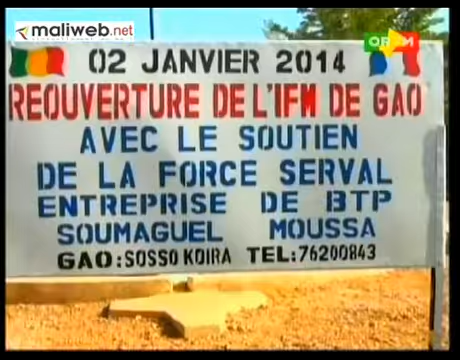 maliweb.net
ORTM
02 JANVIER 2014
REOUVERTURE DE L'IFM DE GAO
AVEC LE SOUTIEN
DE LA FORCE SERVAL
ENTREPRISE DE BTP
SOUMAGUEL MOUSSA
GAO: SOSSO KOIRA TEL: 76200843